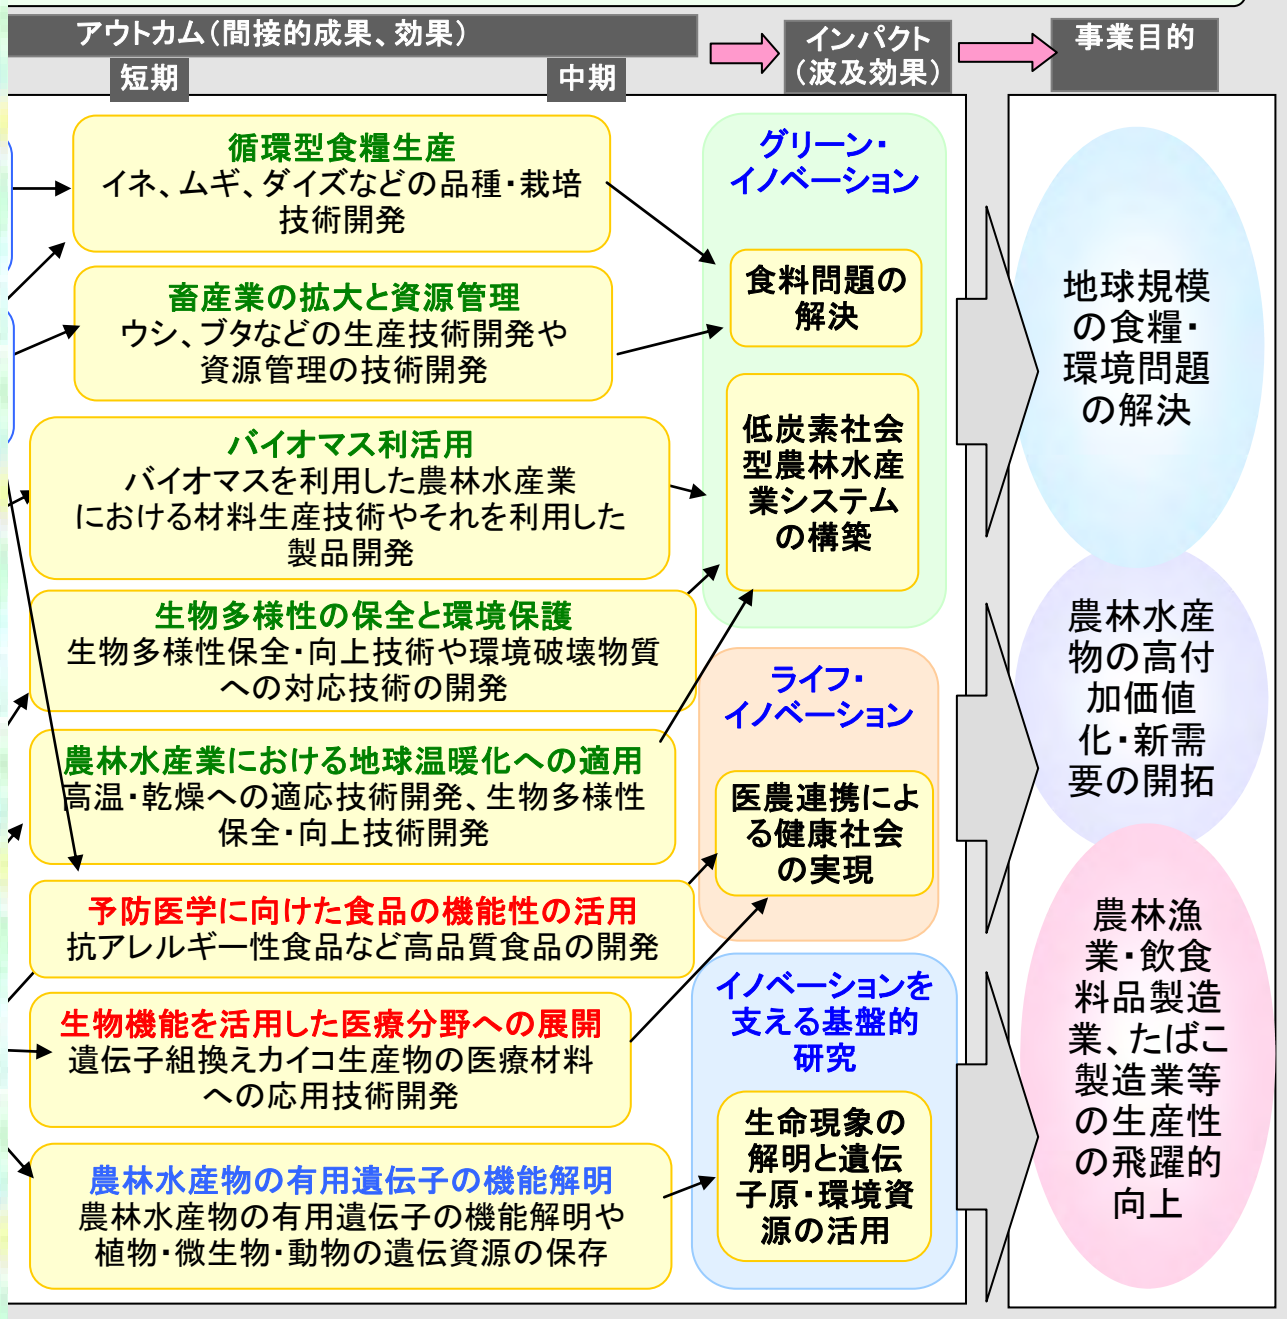 アウトカム（間接的成果、効果）
短期
中期
インパクト
（波及効果）
事業目的
循環型食糧生産
イネ、ムギ、ダイズなどの品種・栽培
技術開発
畜産業の拡大と資源管理
ウシ、ブタなどの生産技術開発や
資源管理の技術開発
バイオマス利活用
バイオマスを利用した農林水産業
における材料生産技術やそれを利用した
製品開発
生物多様性の保全と環境保護
生物多様性保全・向上技術や環境破壊物質
への対応技術の開発
農林水産業における地球温暖化への適用
高温・乾燥への適応技術開発、生物多様性
保全・向上技術開発
予防医学に向けた食品の機能性の活用
抗アレルギー性食品など高品質食品の開発
生物機能を活用した医療分野への展開
遺伝子組換えカイコ生産物の医療材料
への応用技術開発
農林水産物の有用遺伝子の機能解明
農林水産物の有用遺伝子の機能解明や
植物・微生物・動物の遺伝資源の保存
グリーン・
イノベーション
食料問題の
解決
低炭素社会
型農林水産
業システム
の構築
ライフ・
イノベーション
医農連携によ
る健康社会
の実現
イノベーションを
支える基盤的
研究
生命現象の
解明と遺伝
子原・環境資
源の活用
地球規模
の食糧・
環境問題
の解決
農林水産
物の高付
加価値
化・新需
要の開拓
農林漁
業・飲食
料品製造
業、たばこ
製造業等
の生産性
の飛躍的
向上